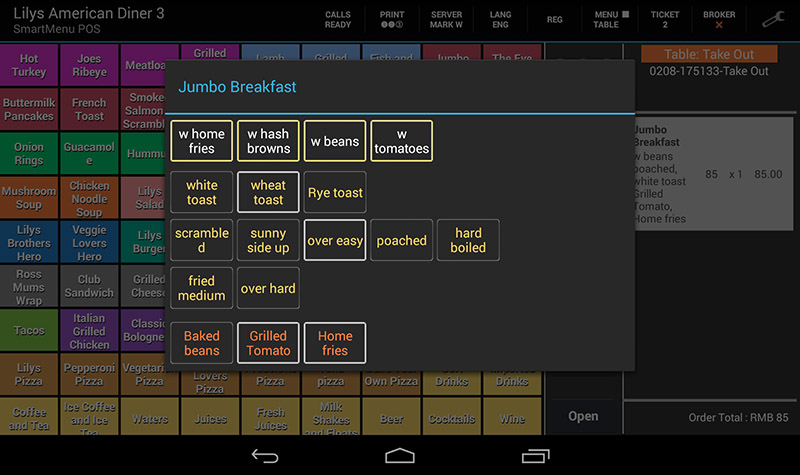 Lilys American Diner 3
SmartMenu POS
CALLS
READY
PRINT
SERVER
MARK W
LANG
ENG
REG
MENU
TABLE
TICKET
2
BROKER
Hot
Turkey
Joes
Ribeye
Meatloa
Grilled
Lamb
Grilled
Fish and
Jumbo
The Eye
Buttermilk
Pancakes
French
Toast
Smoke
Salmon
Scrambl
Onion
Rings
Guacamol
e
Hummu
Mushroom
Soup
Chicken
Noodle
Soup
Lilys
Salad
Lilys
Brothers
Hero
Veggie
Lovers
Hero
Lilys
Burger
Ross
Mums
Wrap
Club
Sandwich
Grilled
Cheese
Tacos
Italian
Grilled
Chicken
Classic
Bologne
Lilys
Pizza
Pepperoni
Pizza
Vegetar
Pizza
Lovers
Pizza
pizza
Own Pizza
Drinks
Drinks
Coffee
and Tea
Ice Coffee
and Ice
Tea
Waters
Juices
Fresh
Juices
Milk
Shakes
and Floats
Beer
Cocktails
Wine
Jumbo Breakfast
w home
fries
w hash
browns
w beans
w
tomatoes
white
toast
wheat
toast
Rye toast
scramble
d
sunny
side up
over easy
poached
hard
boiled
fried
medium
over hard
Baked
beans
Grilled
Tomato
Home
fries
Table: Take Out
0208-175133-Take Out
Jumbo
Breakfast
w beans
poached,
white toast
Grilled
Tomato,
Home fries
85 x 1 85.00
Open
Order Total : RMB 85